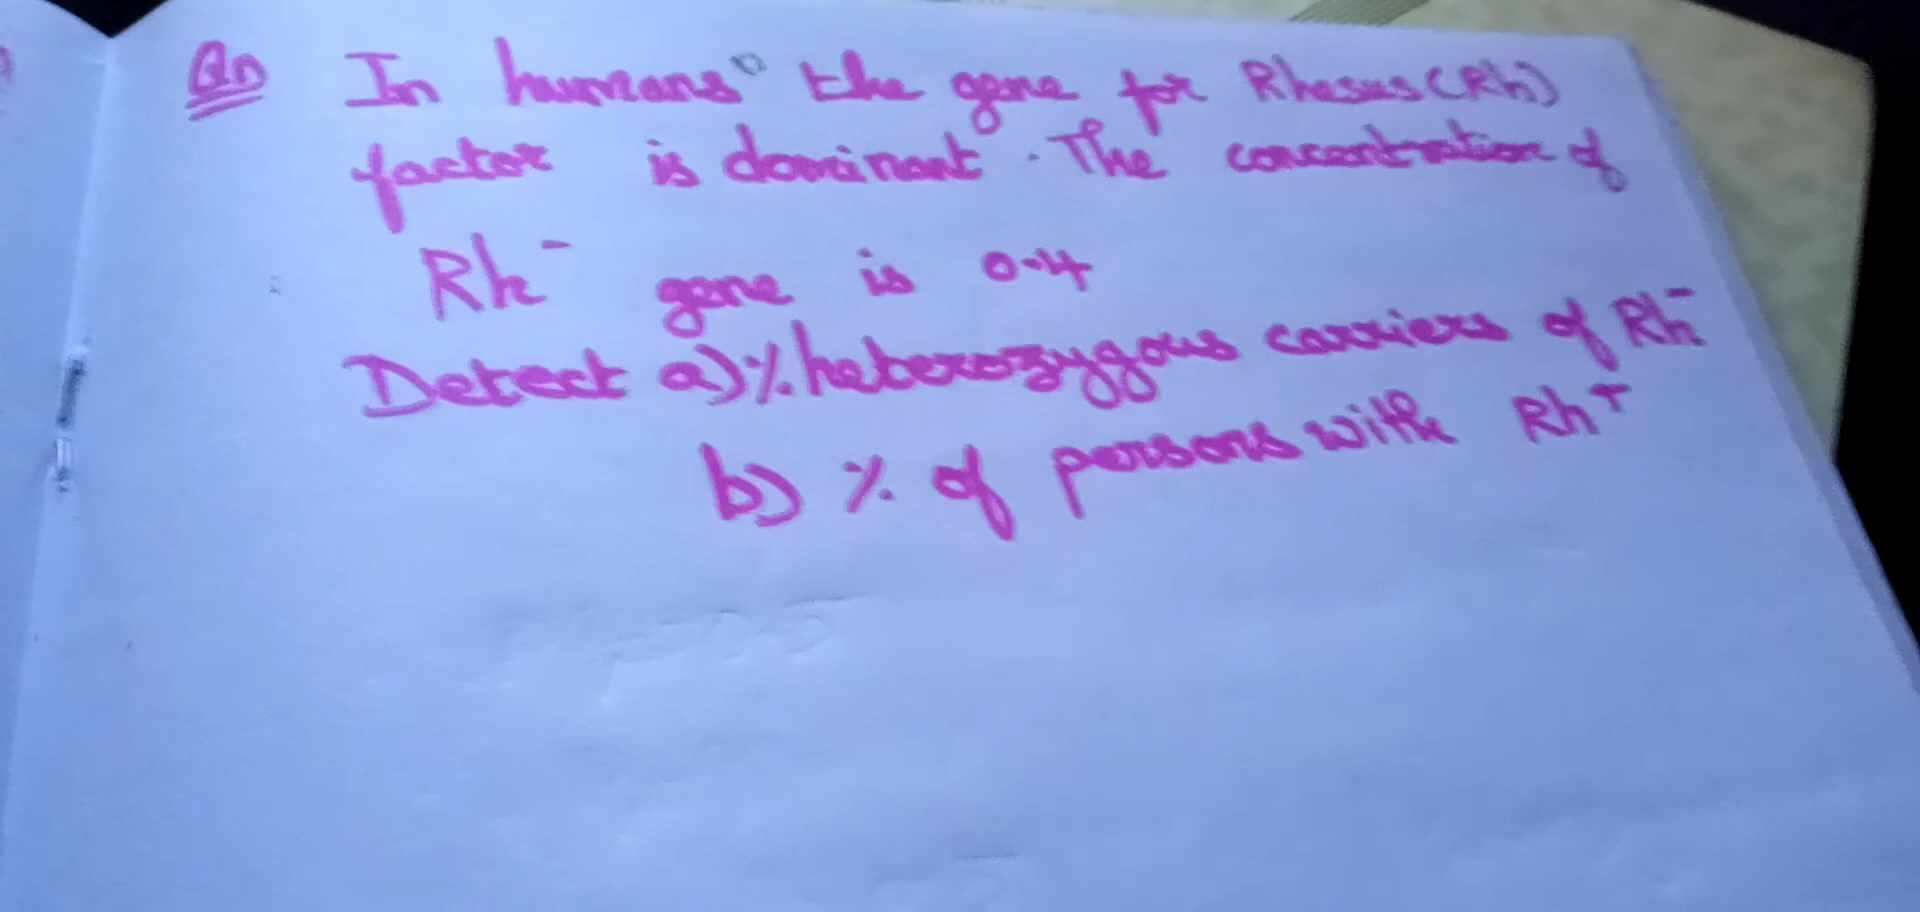 Qn In humans the gene for Rhesus (Rh)
factor is dominant. The concentration of
Rh⁻ gene is 0.4
Detect a) % heterozygous carriers of Rh⁻
b) % of persons with Rh⁺